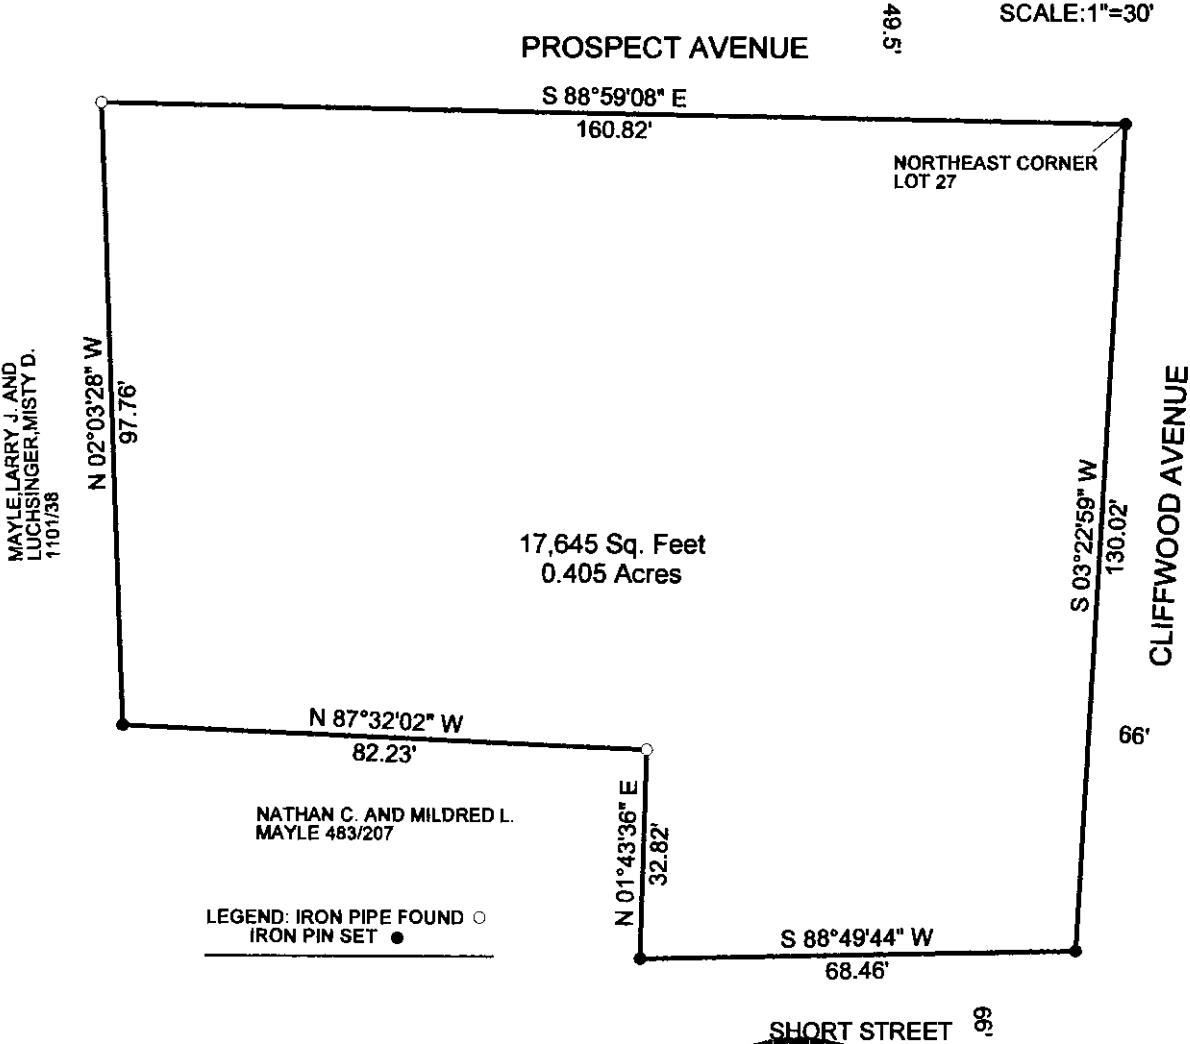 SCALE:1"=30'
49.5'
PROSPECT AVENUE
S 88°59'08" E
160.82'
NORTHEAST CORNER
LOT 27
MAYLE,LARRY J. AND
LUCHSINGER,MISTY D.
1101/38
N 02°03'28" W
97.76'
S 03°22'59" W
130.02'
CLIFFWOOD AVENUE
17,645 Sq. Feet
0.405 Acres
N 87°32'02" W
82.23'
66'
NATHAN C. AND MILDRED L.
MAYLE 483/207
N 01°43'36" E
32.82'
LEGEND: IRON PIPE FOUND
IRON PIN SET
S 88°49'44" W
68.46'
SHORT STREET
66'